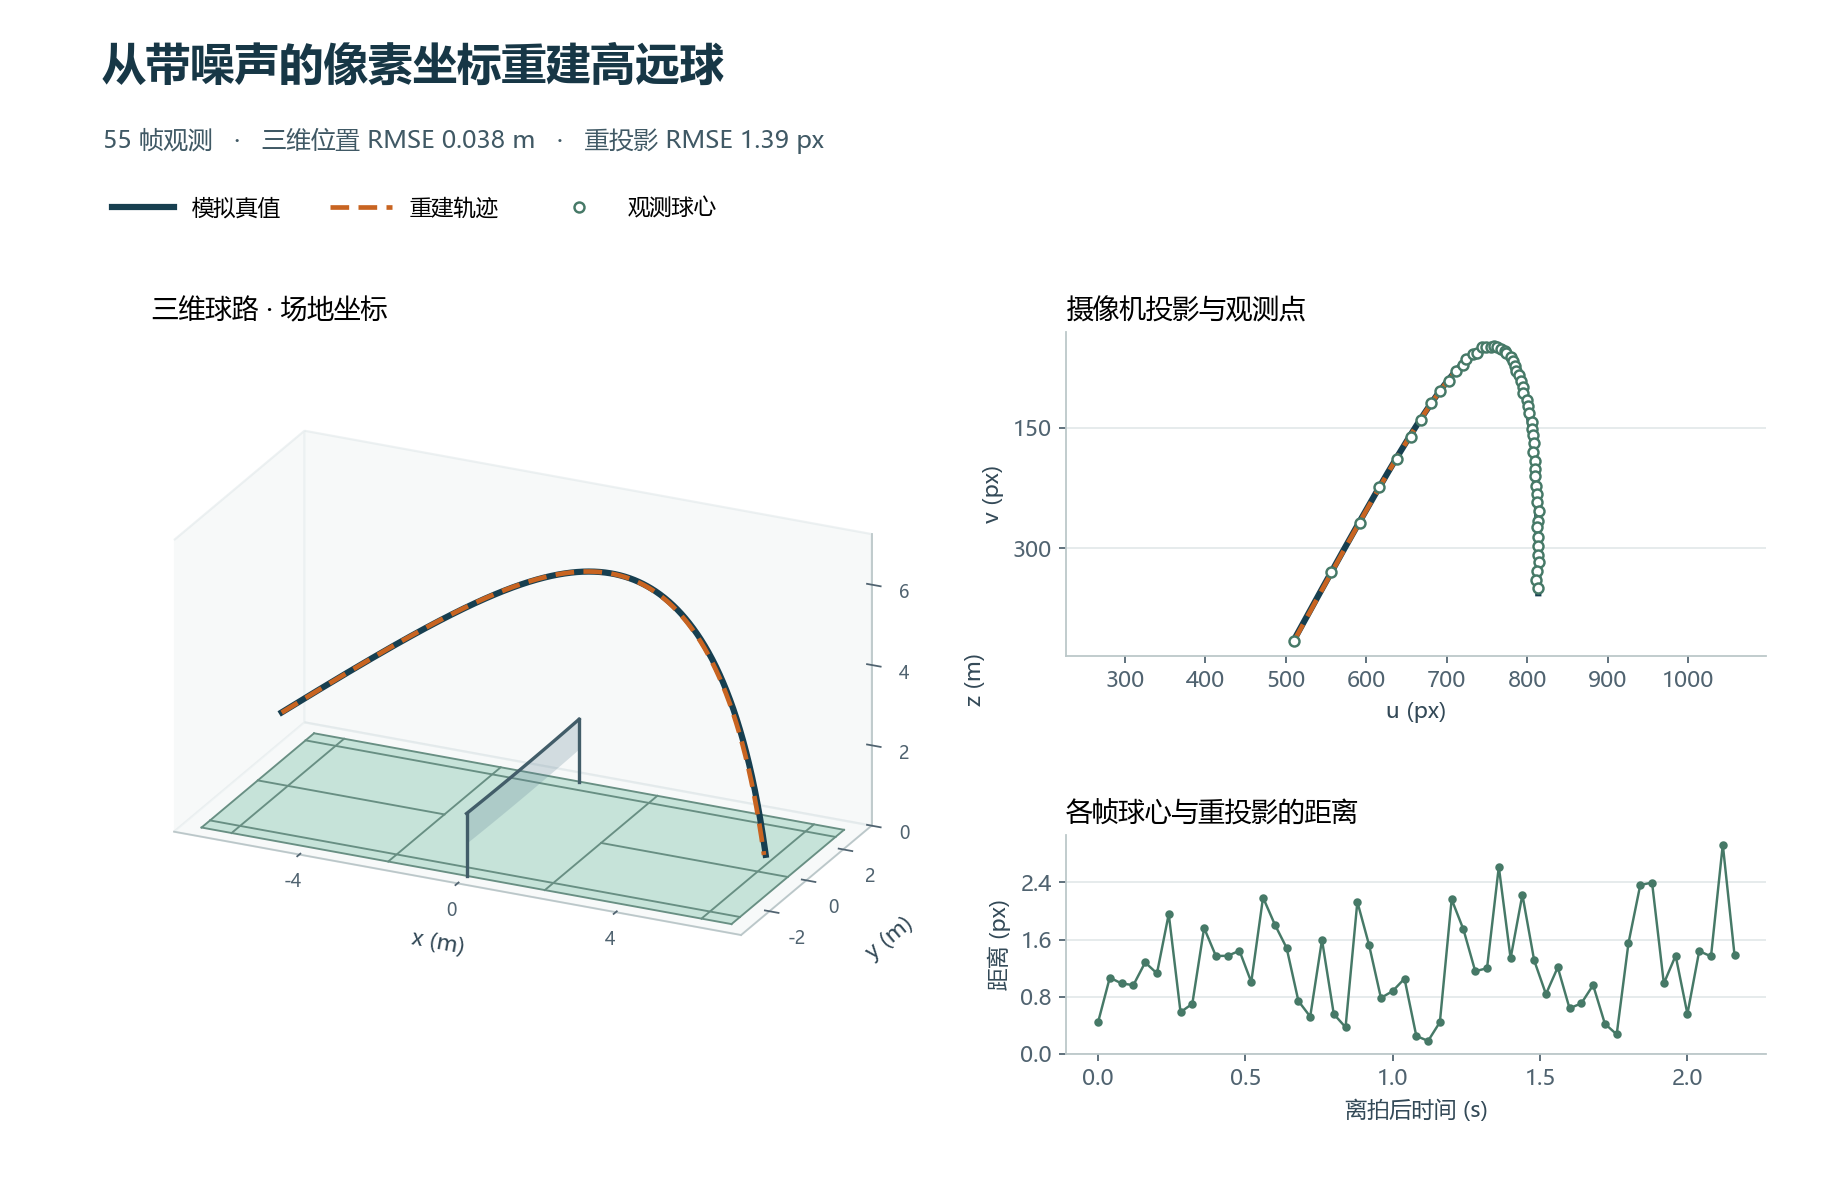 从带噪声的像素坐标重建高远球
55 帧观测 · 三维位置 RMSE 0.038 m · 重投影 RMSE 1.39 px
模拟真值 重建轨迹 观测球心
三维球路 · 场地坐标
6
4
2
0
z (m)
-4
0
4
x (m)
-2
0
2
y (m)
摄像机投影与观测点
150
300
v (px)
300 400 500 600 700 800 900 1000
u (px)
各帧球心与重投影的距离
2.4
1.6
0.8
0.0
距离 (px)
0.0 0.5 1.0 1.5 2.0
离拍后时间 (s)